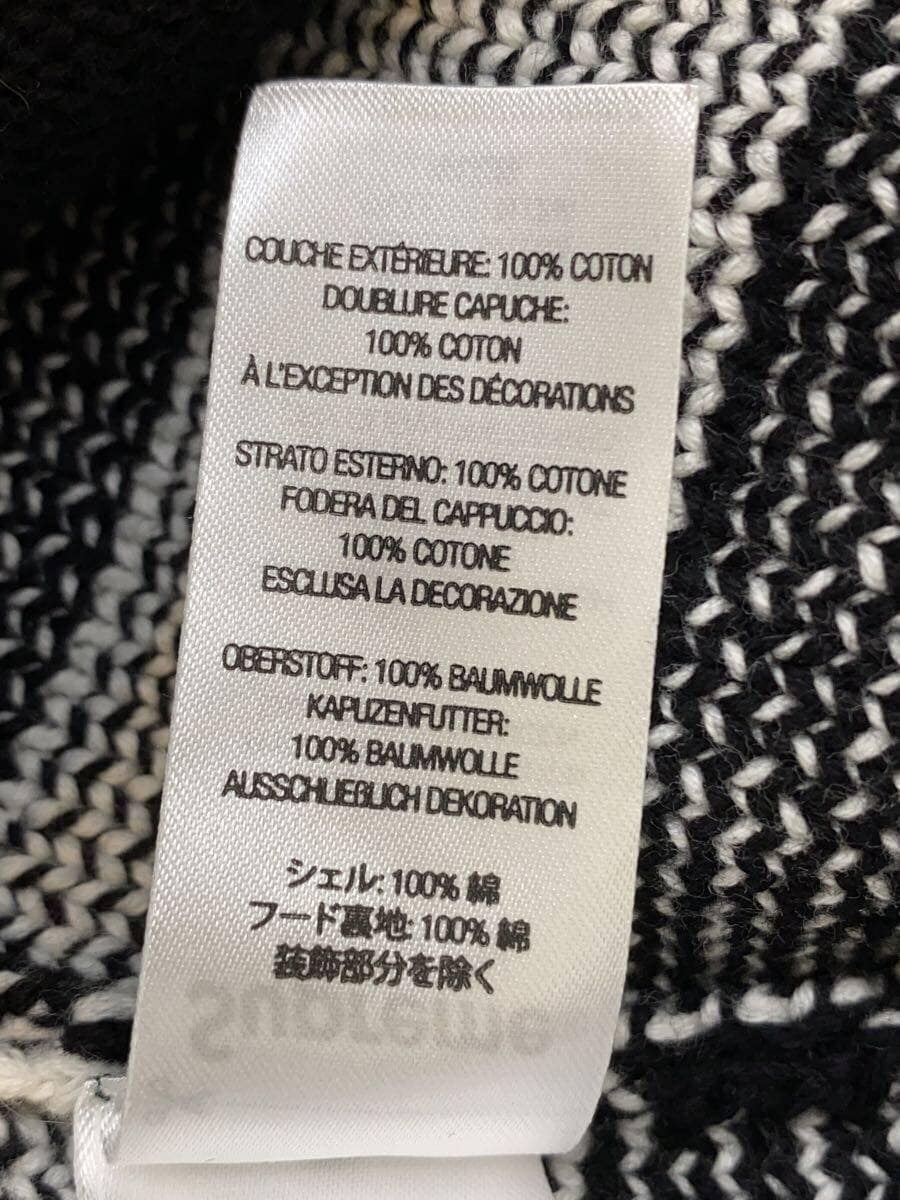 COUCHE EXTÉRIEURE: 100% COTON
DOUBLURE CAPUCHE:
100% COTON
À L'EXCEPTION DES DÉCORATIONS
STRATO ESTERNO: 100% COTONE
FODERA DEL CAPPUCCIO:
100% COTONE
ESCLUSA LA DECORAZIONE
OBERSTOFF: 100% BAUMWOLLE
KAPUZENFUTTER:
100% BAUMWOLLE
AUSSCHLIEßLICH DEKORATION
シェル: 100% 綿
フード裏地: 100% 綿
装飾部分を除く